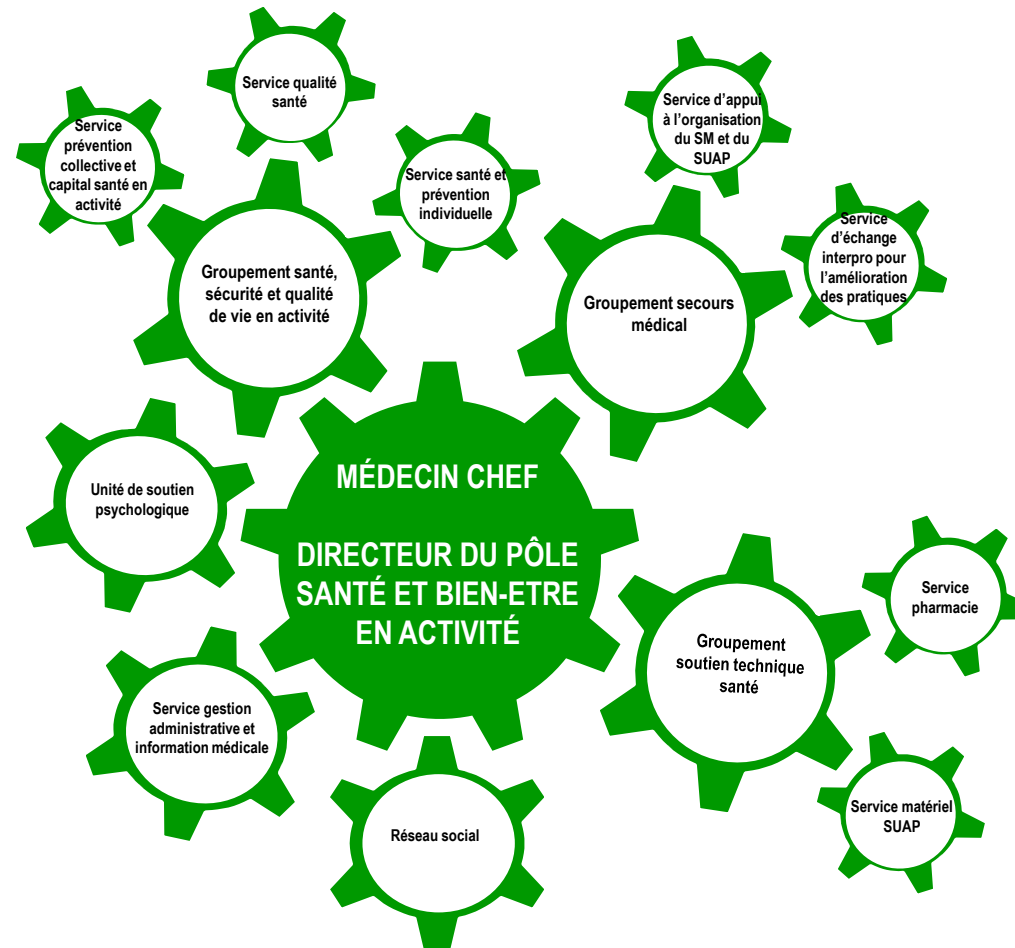 Service qualité
santé
Service
prévention
collective et
capital santé en
activité
Service santé et
prévention
individuelle
Groupement santé,
sécurité et qualité
de vie en activité
Service d'appui
à l'organisation
du SM et du
SUAP
Service
d'échange
interpro pour
l'amélioration
des pratiques
Groupement secours
médical
MÉDECIN CHEF
DIRECTEUR DU PÔLE
SANTÉ ET BIEN-ETRE
EN ACTIVITÉ
Unité de soutien
psychologique
Service gestion
administrative et
information médicale
Réseau social
Groupement
soutien technique
santé
Service
pharmacie
Service matériel
SUAP